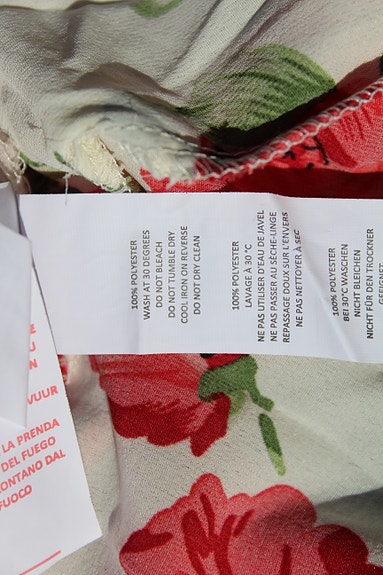 100% POLYESTER
WASH AT 30 DEGREES
DO NOT BLEACH
DO NOT TUMBLE DRY
COOL IRON ON REVERSE
DO NOT DRY CLEAN
100% POLYESTER
LAVAGE À 30 °C
NE PAS UTILISER D'EAU DE JAVEL
NE PAS PASSER AU SÈCHE-LINGE
REPASSAGE DOUX SUR L'ENVERS
NE PAS NETTOYER À SEC
100% POLYESTER
BEI 30°C WASCHEN
NICHT BLEICHEN
NICHT FÜR DEN TROCKNER
GEEIGNET
VUUR
LA PRENDA
DEL FUEGO
LONTANO DAL
FUOCO